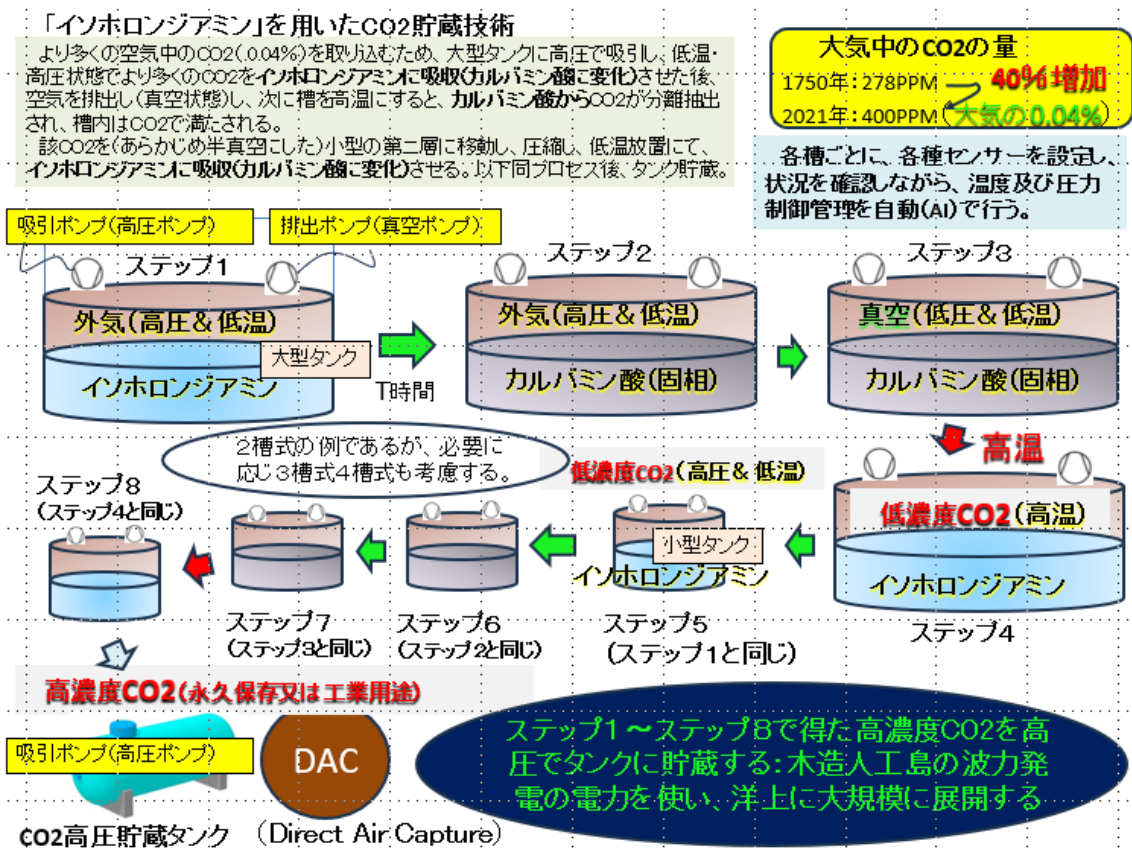 「イソホロンジアミン」を用いたCO2貯蔵技術
より多くの空気中のCO2(.0.04%)を取り込むため、大型タンクに高圧で吸引し、低温・
高圧状態でより多くのCO2をイソホロンジアミンに吸収(カルバミン酸に変化)させた後、
空気を排出し(真空状態)し、次に槽を高温にすると、カルバミン酸からCO2が分離抽出
され、槽内はCO2で満たされる。
該CO2を(あらかじめ半真空にした)小型の第二層に移動し、圧縮し、低温放置にて、
イソホロンジアミンに吸収(カルバミン酸に変化)させる。以下同プロセス後、タンク貯蔵。
大気中のCO2の量
1750年:278PPM
40%増加
2021年:400PPM(大気の0.04%)
各槽ごとに、各種センサーを設定し、
状況を確認しながら、温度及び圧力
制御管理を自動(AI)で行う。
吸引ポンプ(高圧ポンプ)
排出ポンプ(真空ポンプ)
ステップ1
外気(高圧&低温)
大型タンク
イソホロンジアミン
T時間
ステップ2
外気(高圧&低温)
カルバミン酸(固相)
ステップ3
真空(低圧&低温)
カルバミン酸(固相)
高温
2槽式の例であるが、必要に
応じ3槽式4槽式も考慮する。
低濃度CO2(高圧&低温)
低濃度CO2(高温)
イソホロンジアミン
ステップ4
小型タンク
イソホロンジアミン
ステップ5
(ステップ1と同じ)
ステップ6
(ステップ2と同じ)
ステップ7
(ステップ3と同じ)
ステップ8
(ステップ4と同じ)
高濃度CO2(永久保存又は工業用途)
吸引ポンプ(高圧ポンプ)
CO2高圧貯蔵タンク
DAC
(Direct Air Capture)
ステップ1~ステップ8で得た高濃度CO2を高
圧でタンクに貯蔵する:木造人工島の波力発
電の電力を使い、洋上に大規模に展開する